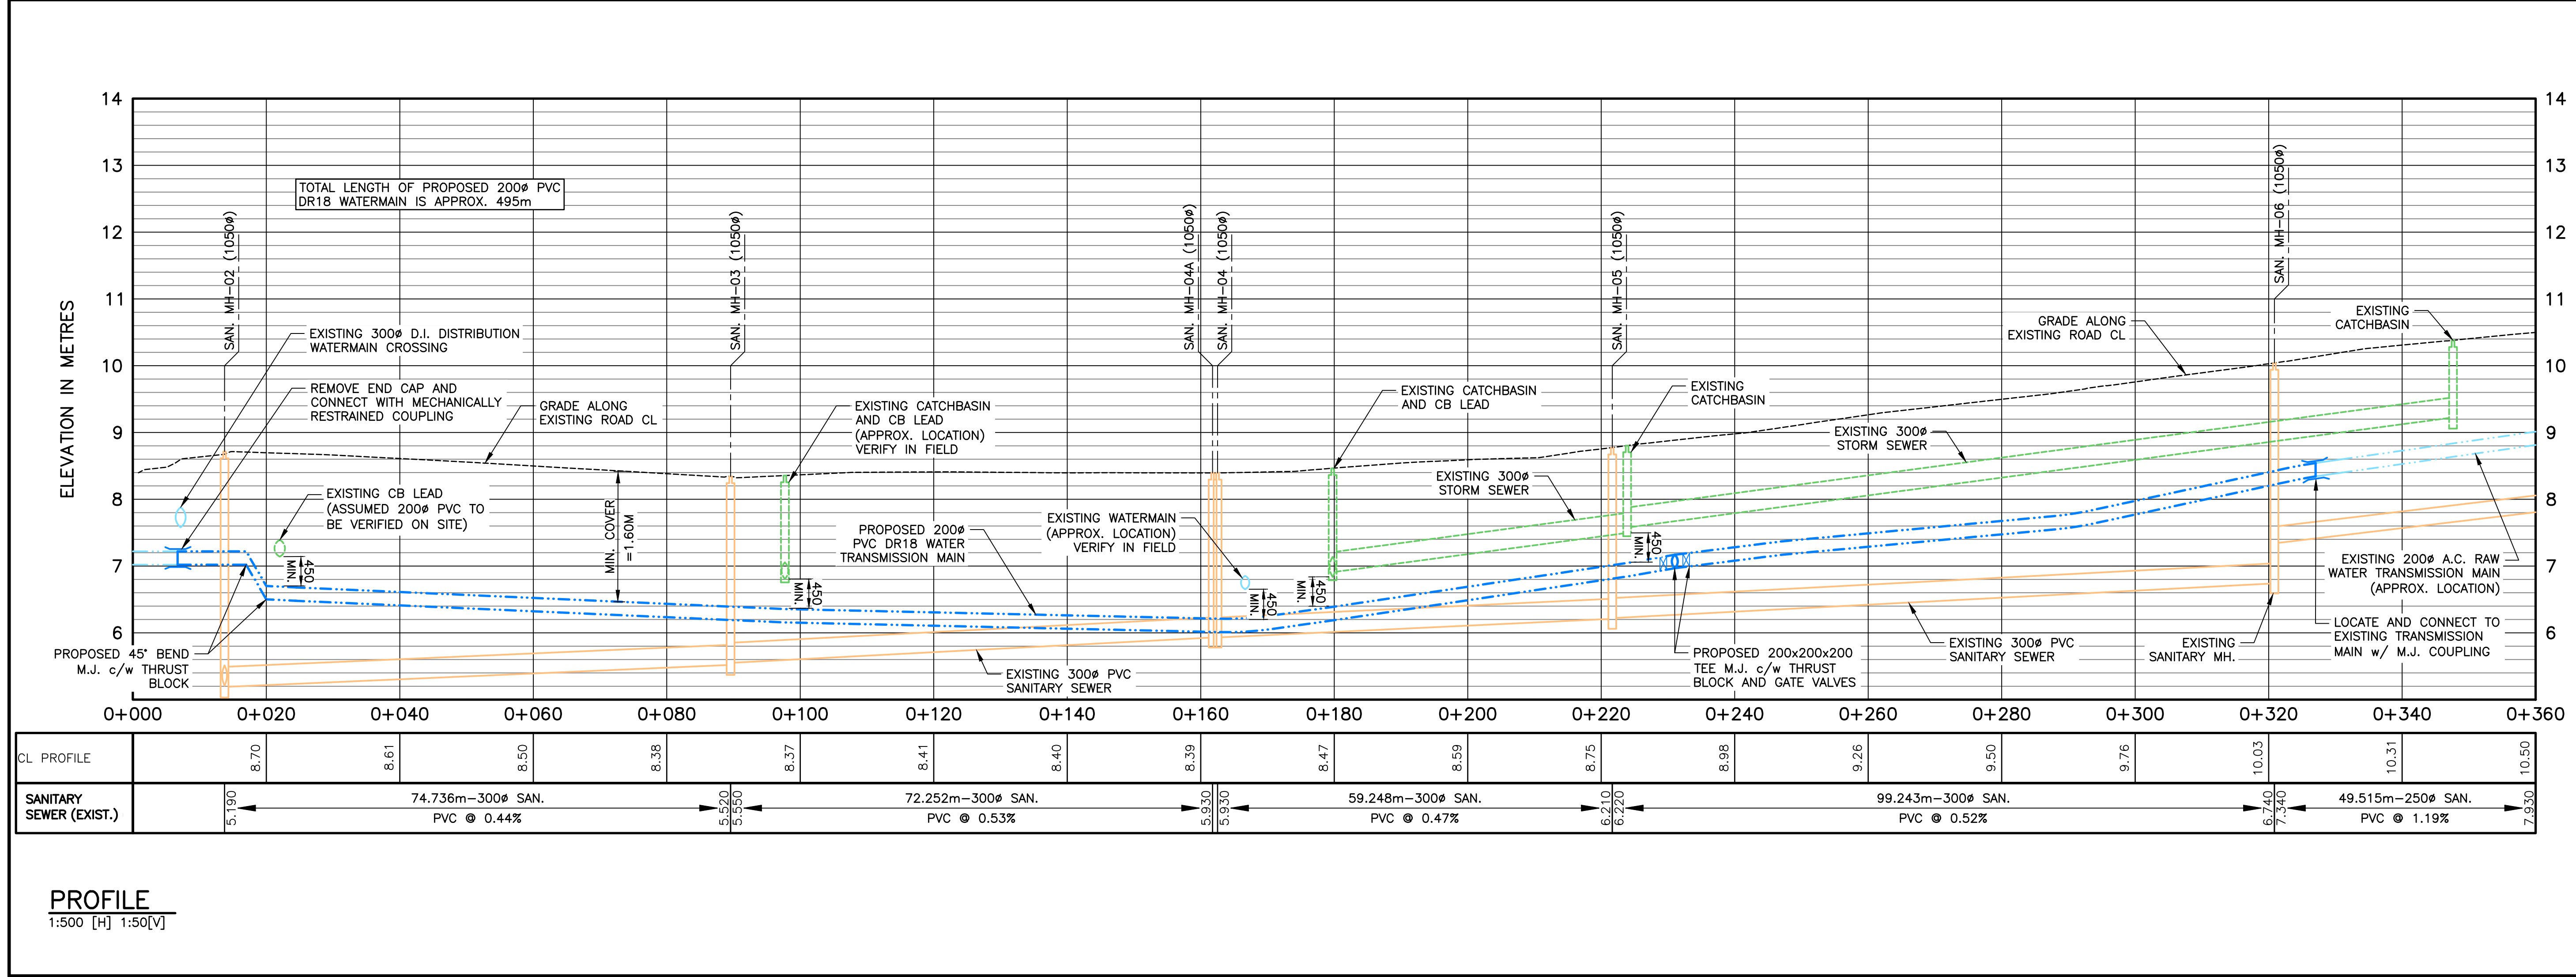 14
14
13
13
TOTAL LENGTH OF PROPOSED 200ø PVC
DR18 WATERMAIN IS APPROX. 495m
12
12
11
11
10
10
9
9
8
8
7
7
6
6
ELEVATION IN METRES
SAN. MH-02 (1050ø)
SAN. MH-03 (1050ø)
SAN. MH-04A (1050ø)
SAN. MH-04 (1050ø)
SAN. MH-05 (1050ø)
SAN. MH-06 (1050ø)
EXISTING 300ø D.I. DISTRIBUTION
WATERMAIN CROSSING
REMOVE END CAP AND
CONNECT WITH MECHANICALLY
RESTRAINED COUPLING
GRADE ALONG
EXISTING ROAD CL
EXISTING CB LEAD
(ASSUMED 200ø PVC TO
BE VERIFIED ON SITE)
450
MIN.
MIN. COVER
=1.60M
EXISTING CATCHBASIN
AND CB LEAD
(APPROX. LOCATION)
VERIFY IN FIELD
450
MIN.
PROPOSED 200ø
PVC DR18 WATER
TRANSMISSION MAIN
EXISTING WATERMAIN
(APPROX. LOCATION)
VERIFY IN FIELD
450
MIN.
EXISTING CATCHBASIN
AND CB LEAD
450
MIN.
EXISTING 300ø
STORM SEWER
EXISTING
CATCHBASIN
450
MIN.
EXISTING 300ø
STORM SEWER
GRADE ALONG
EXISTING ROAD CL
EXISTING
CATCHBASIN
EXISTING 200ø A.C. RAW
WATER TRANSMISSION MAIN
(APPROX. LOCATION)
PROPOSED 45° BEND
M.J. c/w THRUST
BLOCK
EXISTING 300ø PVC
SANITARY SEWER
PROPOSED 200x200x200
TEE M.J. c/w THRUST
BLOCK AND GATE VALVES
EXISTING 300ø PVC
SANITARY SEWER
EXISTING
SANITARY MH.
LOCATE AND CONNECT TO
EXISTING TRANSMISSION
MAIN w/ M.J. COUPLING
0+000 0+020 0+040 0+060 0+080 0+100 0+120 0+140 0+160 0+180 0+200 0+220 0+240 0+260 0+280 0+300 0+320 0+340 0+360
CL PROFILE
8.70 8.61 8.50 8.38 8.37 8.41 8.40 8.39 8.47 8.59 8.75 8.98 9.26 9.50 9.76 10.03 10.31 10.50
SANITARY
SEWER (EXIST.)
5.190
74.736m-300ø SAN.
PVC @ 0.44%
5.520
5.550
72.252m-300ø SAN.
PVC @ 0.53%
5.930
5.930
59.248m-300ø SAN.
PVC @ 0.47%
6.210
6.220
99.243m-300ø SAN.
PVC @ 0.52%
6.740
7.340
49.515m-250ø SAN.
PVC @ 1.19%
7.930
PROFILE
1:500 [H] 1:50[V]